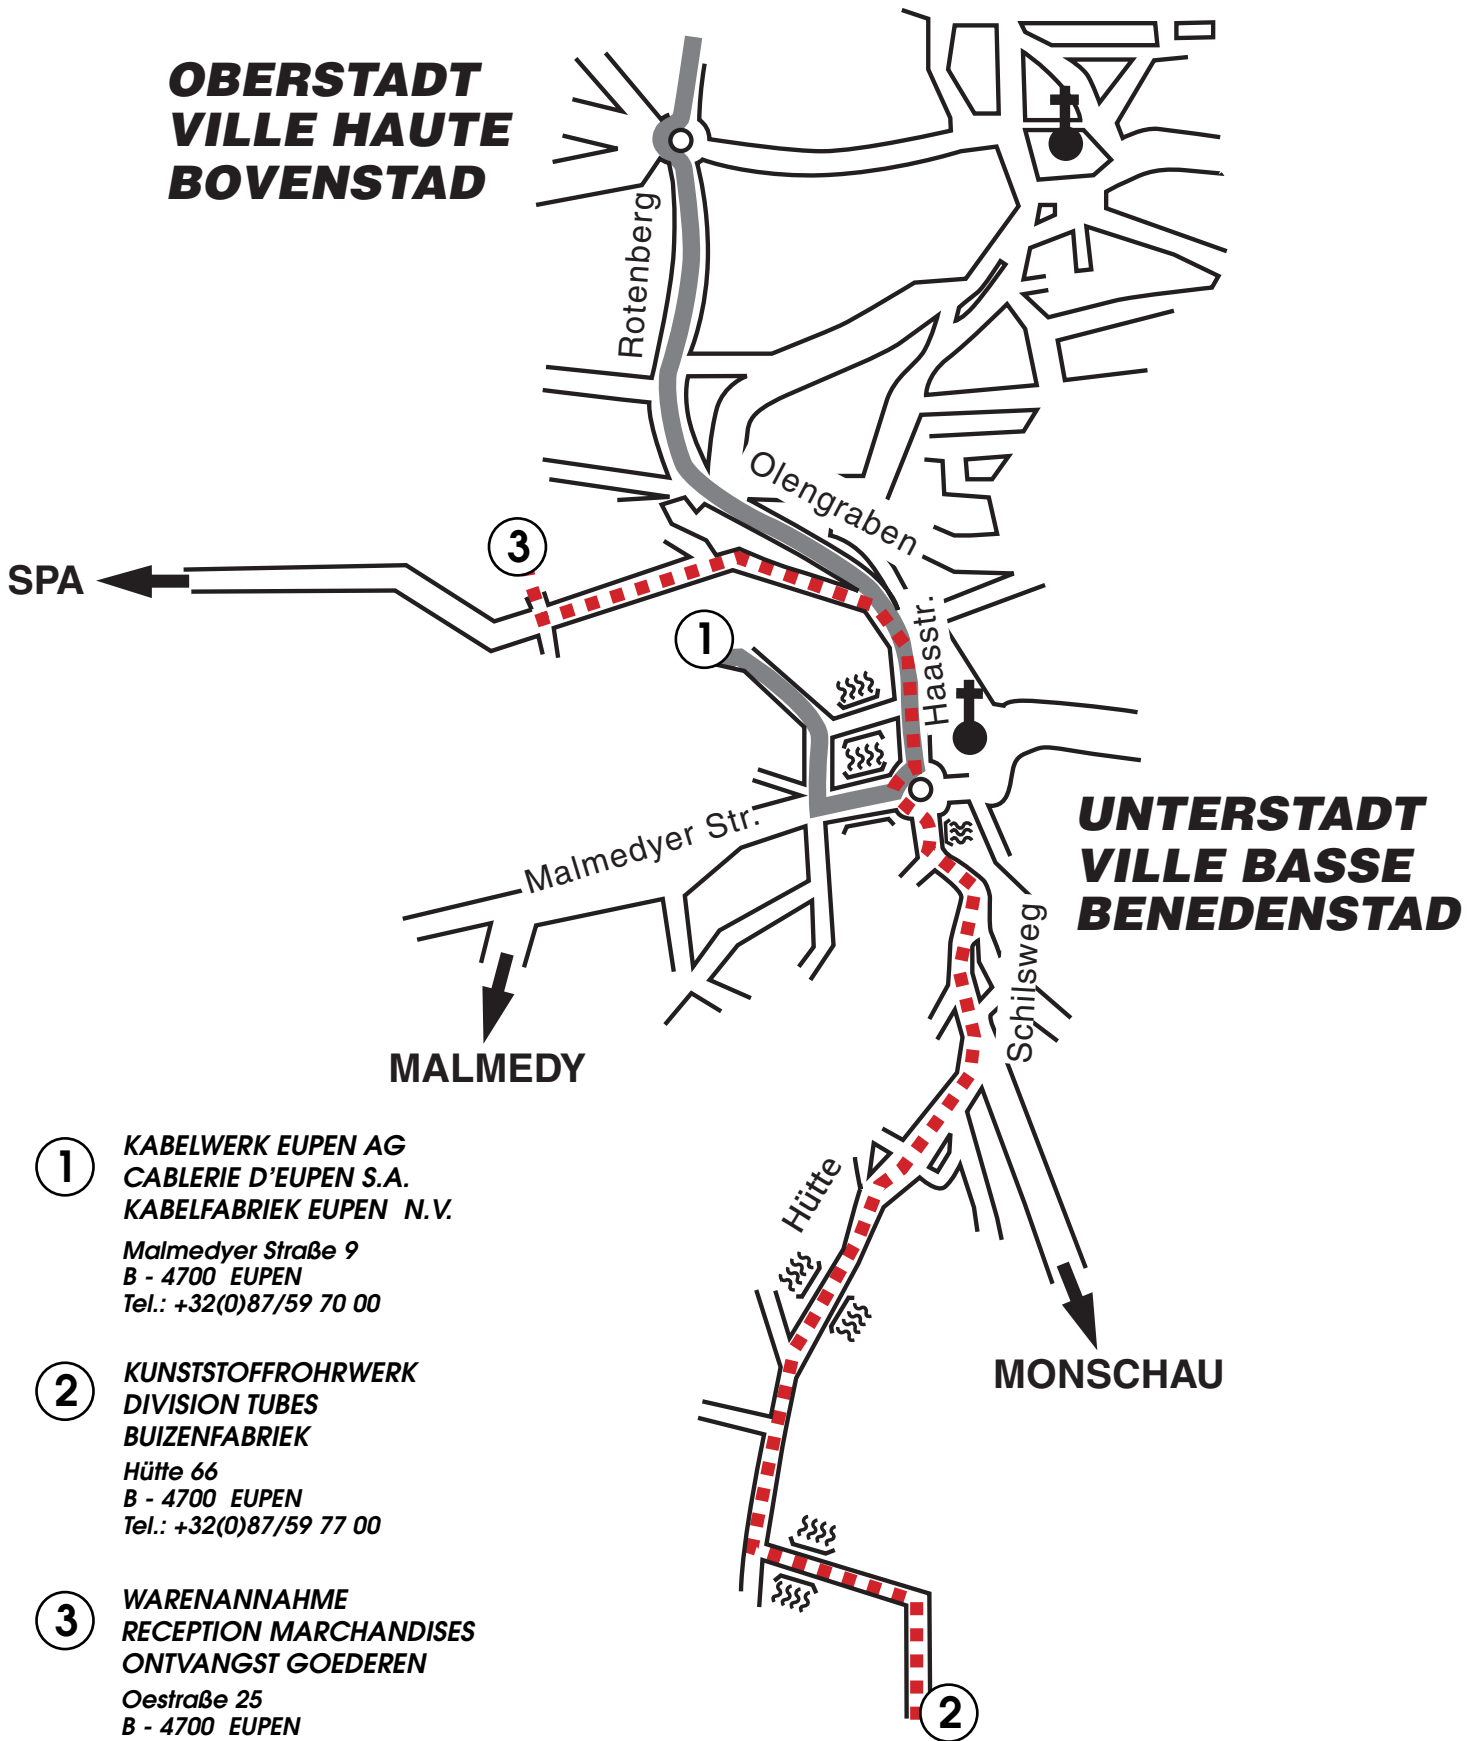 OBERSTADT
VILLE HAUTE
BOVENSTAD
Rotenberg
Olengraben
3
SPA
1
Haasstr.
Malmedyer Str.
UNTERSTADT
VILLE BASSE
BENEDENSTAD
Schilsweg
MALMEDY
Hütte
MONSCHAU
1
KABELWERK EUPEN AG
CABLERIE D'EUPEN S.A.
KABELFABRIEK EUPEN N.V.
Malmedyer Straße 9
B - 4700 EUPEN
Tel.: +32(0)87/59 70 00
2
KUNSTSTOFFROHRWERK
DIVISION TUBES
BUIZENFABRIEK
Hütte 66
B - 4700 EUPEN
Tel.: +32(0)87/59 77 00
3
WARENANNAHME
RECEPTION MARCHANDISES
ONTVANGST GOEDEREN
Oestraße 25
B - 4700 EUPEN
2